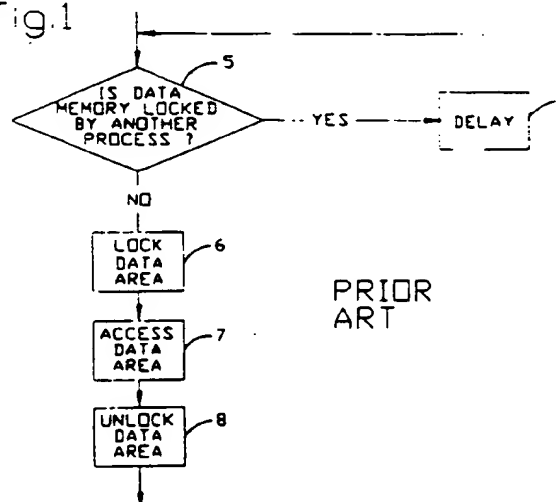 Fig.1
5
IS DATA
MEMORY LOCKED
BY ANOTHER
PROCESS ?
YES
DELAY
NO
LOCK
DATA
AREA
6
PRIOR
ART
ACCESS
DATA
AREA
7
UNLOCK
DATA
AREA
8